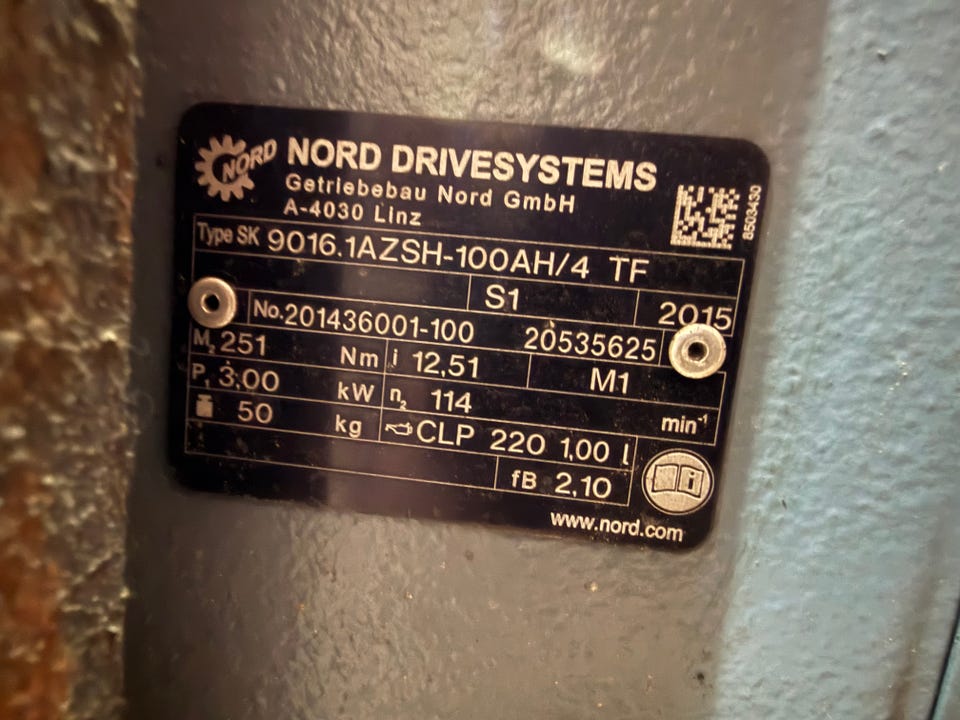 NORD
NORD DRIVESYSTEMS
Getriebebau Nord GmbH
A-4030 Linz
8503430
Type SK 9016.1AZSH-100AH/4 TF
S1 2015
No. 201436001-100 20535625
M₂ 251 Nm i 12,51 M1
P₁ 3,00 kW n₂ 114 min⁻¹
50 kg CLP 220 1,00 l
fB 2,10
www.nord.com